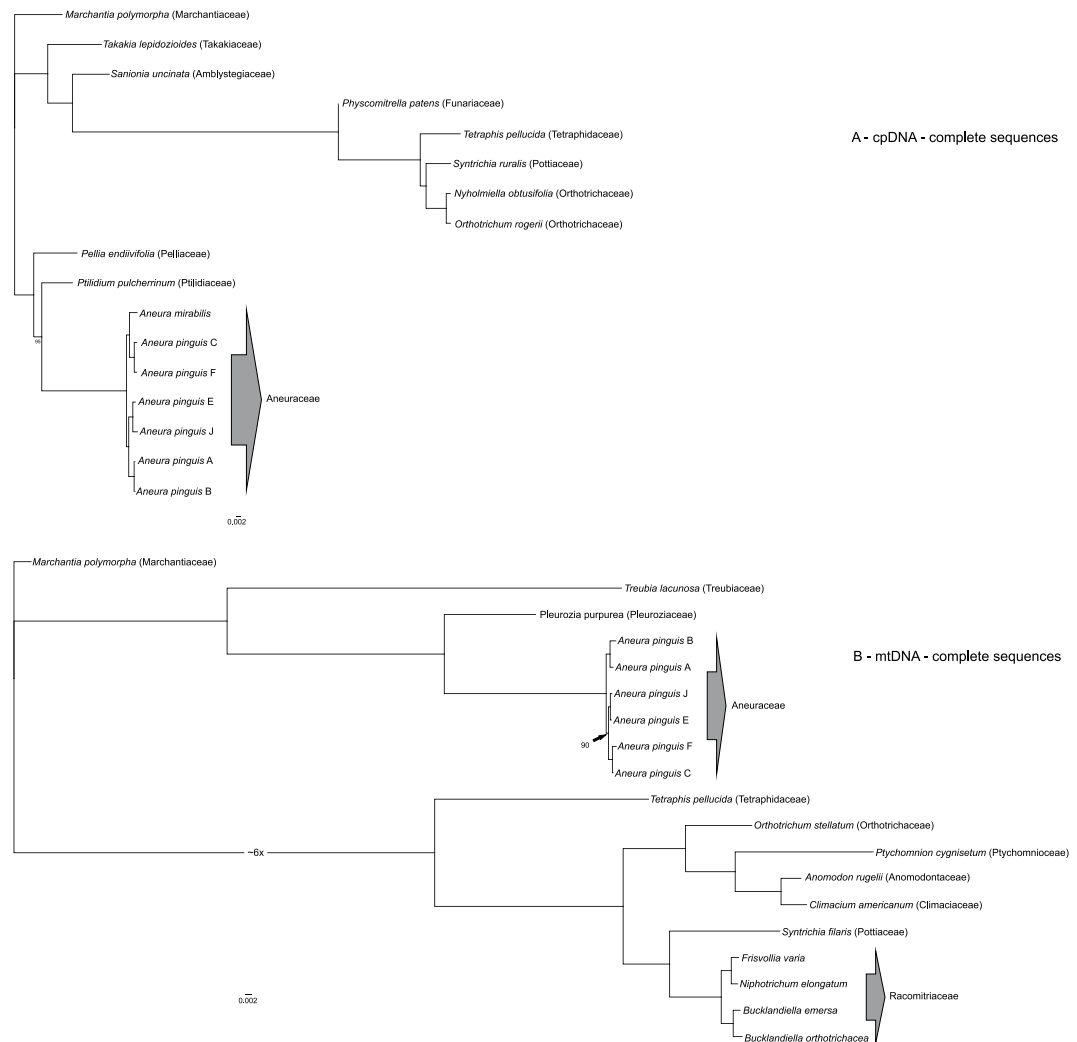 Marchantia polymorpha (Marchantiaceae)
Takakia lepidozioides (Takakiaceae)
Sanionia uncinata (Amblystegiaceae)
Physcomitrella patens (Funariaceae)
Tetraphis pellucida (Tetraphidaceae)
A - cpDNA - complete sequences
Syntrichia ruralis (Pottiaceae)
Nyholmiella obtusifolia (Orthotrichaceae)
Orthotrichum rogerii (Orthotrichaceae)
Pellia endiivifolia (Pelliaceae)
Ptilidium pulcherrinum (Ptilidiaceae)
Aneura mirabilis
95
Aneura pinguis C
Aneura pinguis F
Aneura pinguis E
Aneuraceae
Aneura pinguis J
Aneura pinguis A
Aneura pinguis B
0.002
Marchantia polymorpha (Marchantiaceae)
Treubia lacunosa (Treubiaceae)
Pleurozia purpurea (Pleuroziaceae)
Aneura pinguis B
B - mtDNA - complete sequences
Aneura pinguis A
Aneura pinguis J
Aneuraceae
Aneura pinguis E
90
Aneura pinguis F
Aneura pinguis C
Tetraphis pellucida (Tetraphidaceae)
Orthotrichum stellatum (Orthotrichaceae)
~6x
Ptychomnion cygnisetum (Ptychomnioceae)
Anomodon rugelii (Anomodontaceae)
Climacium americanum (Climaciaceae)
Syntrichia filaris (Pottiaceae)
Frisvollia varia
Niphotrichum elongatum
0.002
Racomitriaceae
Bucklandiella emersa
Bucklandiella orthotrichacea